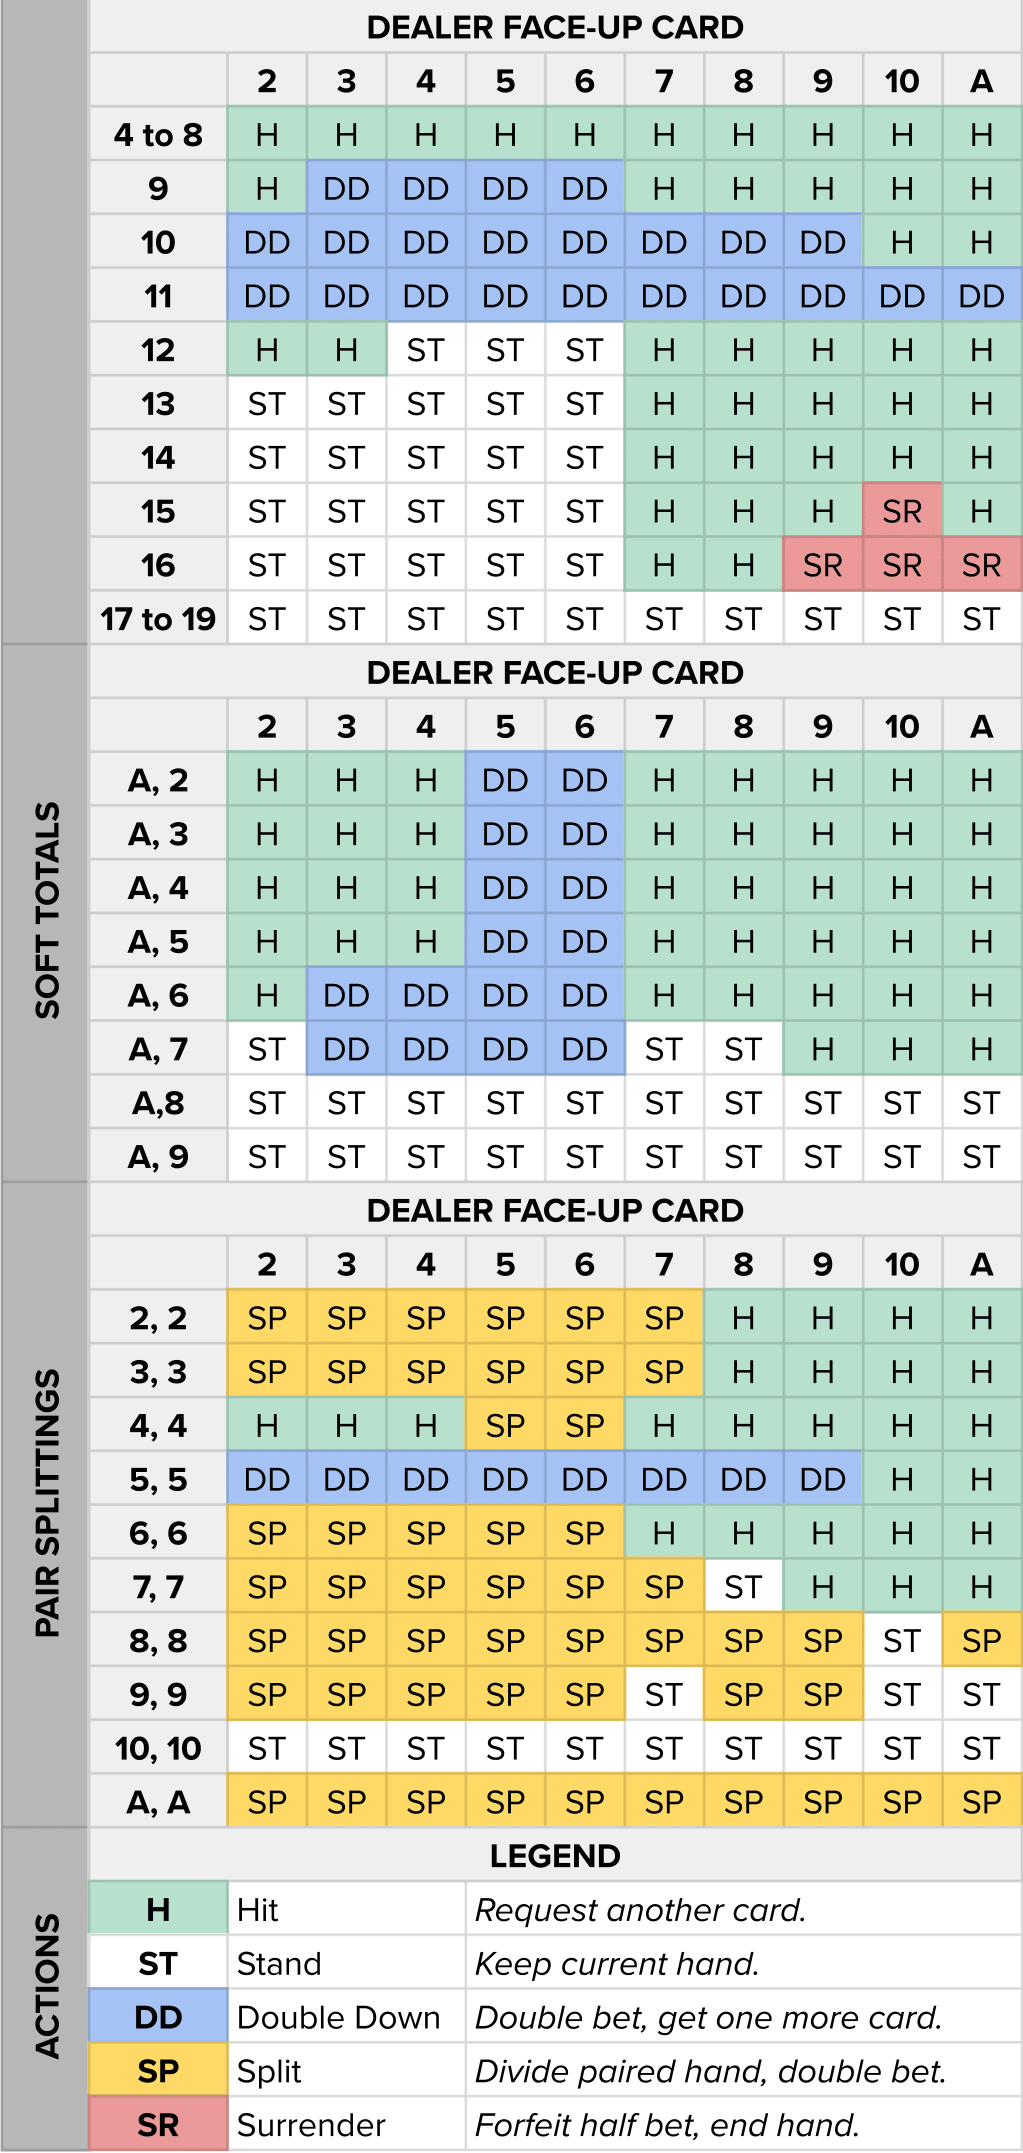 DEALER FACE-UP CARD
2 3 4 5 6 7 8 9 10 A
4 to 8 H H H H H H H H H H
9 H DD DD DD DD H H H H H
10 DD DD DD DD DD DD DD DD H H
11 DD DD DD DD DD DD DD DD DD DD
12 H H ST ST ST H H H H H
13 ST ST ST ST ST H H H H H
14 ST ST ST ST ST H H H H H
15 ST ST ST ST ST H H H SR H
16 ST ST ST ST ST H H SR SR SR
17 to 19 ST ST ST ST ST ST ST ST ST ST
SOFT TOTALS
DEALER FACE-UP CARD
2 3 4 5 6 7 8 9 10 A
A, 2 H H H DD DD H H H H H
A, 3 H H H DD DD H H H H H
A, 4 H H H DD DD H H H H H
A, 5 H H H DD DD H H H H H
A, 6 H DD DD DD DD H H H H H
A, 7 ST DD DD DD DD ST ST H H H
A,8 ST ST ST ST ST ST ST ST ST ST
A, 9 ST ST ST ST ST ST ST ST ST ST
PAIR SPLITTINGS
DEALER FACE-UP CARD
2 3 4 5 6 7 8 9 10 A
2, 2 SP SP SP SP SP SP H H H H
3, 3 SP SP SP SP SP SP H H H H
4, 4 H H H SP SP H H H H H
5, 5 DD DD DD DD DD DD DD DD H H
6, 6 SP SP SP SP SP H H H H H
7, 7 SP SP SP SP SP SP ST H H H
8, 8 SP SP SP SP SP SP SP SP ST SP
9, 9 SP SP SP SP SP ST SP SP ST ST
10, 10 ST ST ST ST ST ST ST ST ST ST
A, A SP SP SP SP SP SP SP SP SP SP
ACTIONS
LEGEND
H Hit Request another card.
ST Stand Keep current hand.
DD Double Down Double bet, get one more card.
SP Split Divide paired hand, double bet.
SR Surrender Forfeit half bet, end hand.